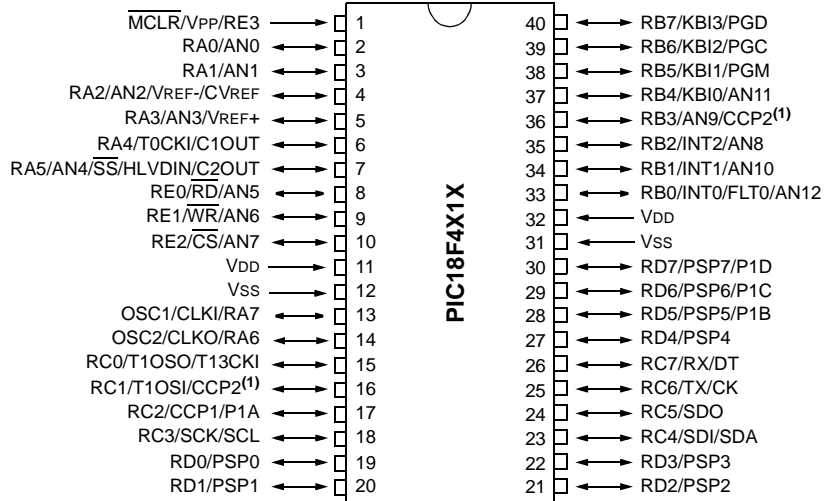 MCLR/VPP/RE3 1
RA0/AN0 2
RA1/AN1 3
RA2/AN2/VREF-/CVREF 4
RA3/AN3/VREF+ 5
RA4/T0CKI/C1OUT 6
RA5/AN4/SS/HLVDIN/C2OUT 7
RE0/RD/AN5 8
RE1/WR/AN6 9
RE2/CS/AN7 10
VDD 11
VSS 12
OSC1/CLKI/RA7 13
OSC2/CLKO/RA6 14
RC0/T1OSO/T13CKI 15
RC1/T1OSI/CCP2(1) 16
RC2/CCP1/P1A 17
RC3/SCK/SCL 18
RD0/PSP0 19
RD1/PSP1 20
PIC18F4X1X
40 RB7/KBI3/PGD
39 RB6/KBI2/PGC
38 RB5/KBI1/PGM
37 RB4/KBI0/AN11
36 RB3/AN9/CCP2(1)
35 RB2/INT2/AN8
34 RB1/INT1/AN10
33 RB0/INT0/FLT0/AN12
32 VDD
31 VSS
30 RD7/PSP7/P1D
29 RD6/PSP6/P1C
28 RD5/PSP5/P1B
27 RD4/PSP4
26 RC7/RX/DT
25 RC6/TX/CK
24 RC5/SDO
23 RC4/SDI/SDA
22 RD3/PSP3
21 RD2/PSP2